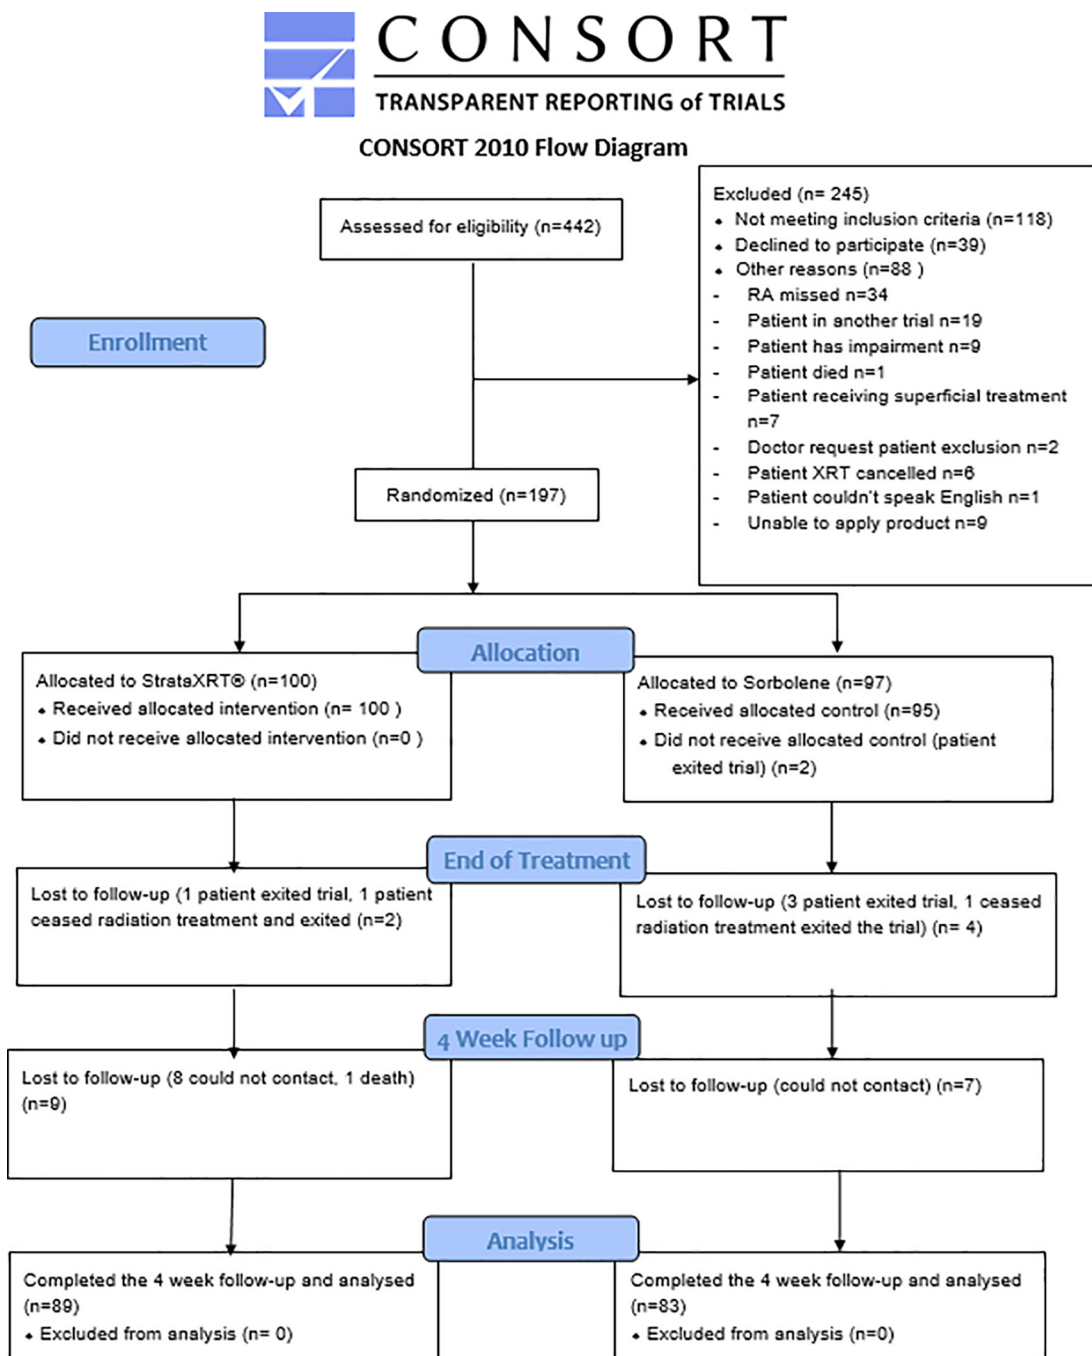 CONSORT
TRANSPARENT REPORTING of TRIALS
CONSORT 2010 Flow Diagram
Assessed for eligibility (n=442)
Excluded (n= 245)
• Not meeting inclusion criteria (n=118)
• Declined to participate (n=39)
• Other reasons (n=88 )
- RA missed n=34
- Patient in another trial n=19
- Patient has impairment n=9
- Patient died n=1
- Patient receiving superficial treatment
n=7
- Doctor request patient exclusion n=2
- Patient XRT cancelled n=6
- Patient couldn't speak English n=1
- Unable to apply product n=9
Enrollment
Randomized (n=197)
Allocation
Allocated to StrataXRT® (n=100)
• Received allocated intervention (n= 100 )
• Did not receive allocated intervention (n=0 )
Allocated to Sorbolene (n=97)
• Received allocated control (n=95)
• Did not receive allocated control (patient
exited trial) (n=2)
End of Treatment
Lost to follow-up (1 patient exited trial, 1 patient
ceased radiation treatment and exited (n=2)
Lost to follow-up (3 patient exited trial, 1 ceased
radiation treatment exited the trial) (n= 4)
4 Week Follow up
Lost to follow-up (8 could not contact, 1 death)
(n=9)
Lost to follow-up (could not contact) (n=7)
Analysis
Completed the 4 week follow-up and analysed
(n=89)
• Excluded from analysis (n= 0)
Completed the 4 week follow-up and analysed
(n=83)
• Excluded from analysis (n=0)